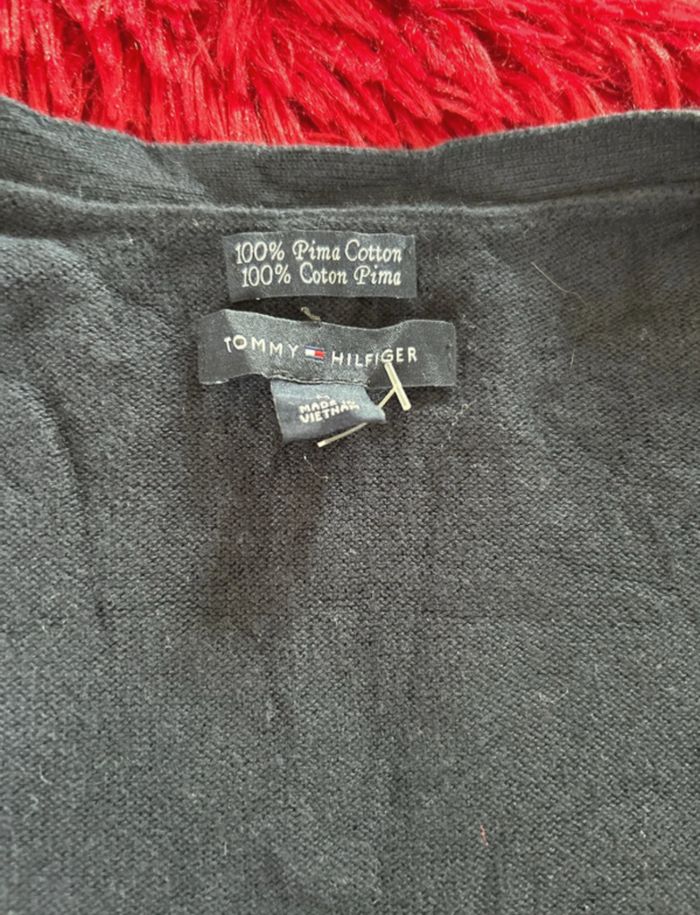 100% Pima Cotton
100% Coton Pima
TOMMY HILFIGER
MADE IN
VIETNAM